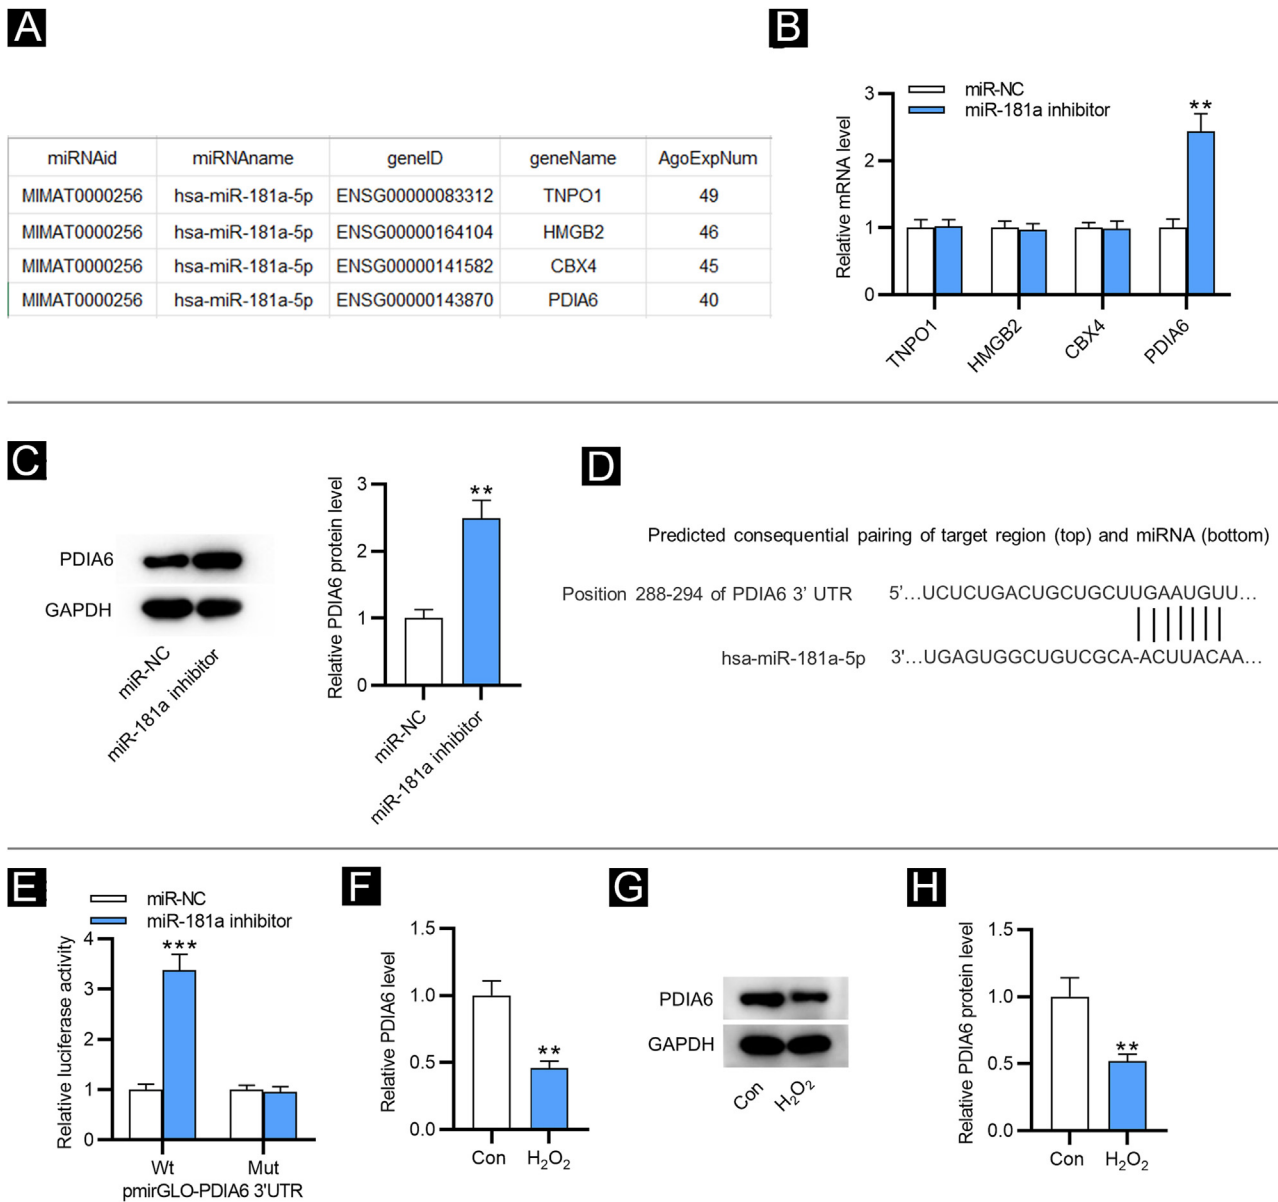 A
miRNAid miRNAname geneID geneName AgoExpNum
MIMAT0000256 hsa-miR-181a-5p ENSG00000083312 TNPO1 49
MIMAT0000256 hsa-miR-181a-5p ENSG00000164104 HMGB2 46
MIMAT0000256 hsa-miR-181a-5p ENSG00000141582 CBX4 45
MIMAT0000256 hsa-miR-181a-5p ENSG00000143870 PDIA6 40
B
miR-NC
miR-181a inhibitor
Relative mRNA level
3
2
1
0
**
TNPO1
HMGB2
CBX4
PDIA6
C
PDIA6
GAPDH
miR-NC
miR-181a inhibitor
Relative PDIA6 protein level
3
2
1
0
**
miR-NC
miR-181a inhibitor
D
Predicted consequential pairing of target region (top) and miRNA (bottom)
Position 288-294 of PDIA6 3' UTR 5'...UCUCUGACUGCUGCUUGAAUGUU...
hsa-miR-181a-5p 3'...UGAGUGGCUGUCGCA-ACUUACAA...
E
miR-NC
miR-181a inhibitor
Relative luciferase activity
4
3
2
1
0
***
Wt Mut
pmirGLO-PDIA6 3'UTR
F
Relative PDIA6 level
1.5
1.0
0.5
0.0
**
Con H₂O₂
G
PDIA6
GAPDH
Con
H₂O₂
H
Relative PDIA6 protein level
1.5
1.0
0.5
0.0
**
Con H₂O₂